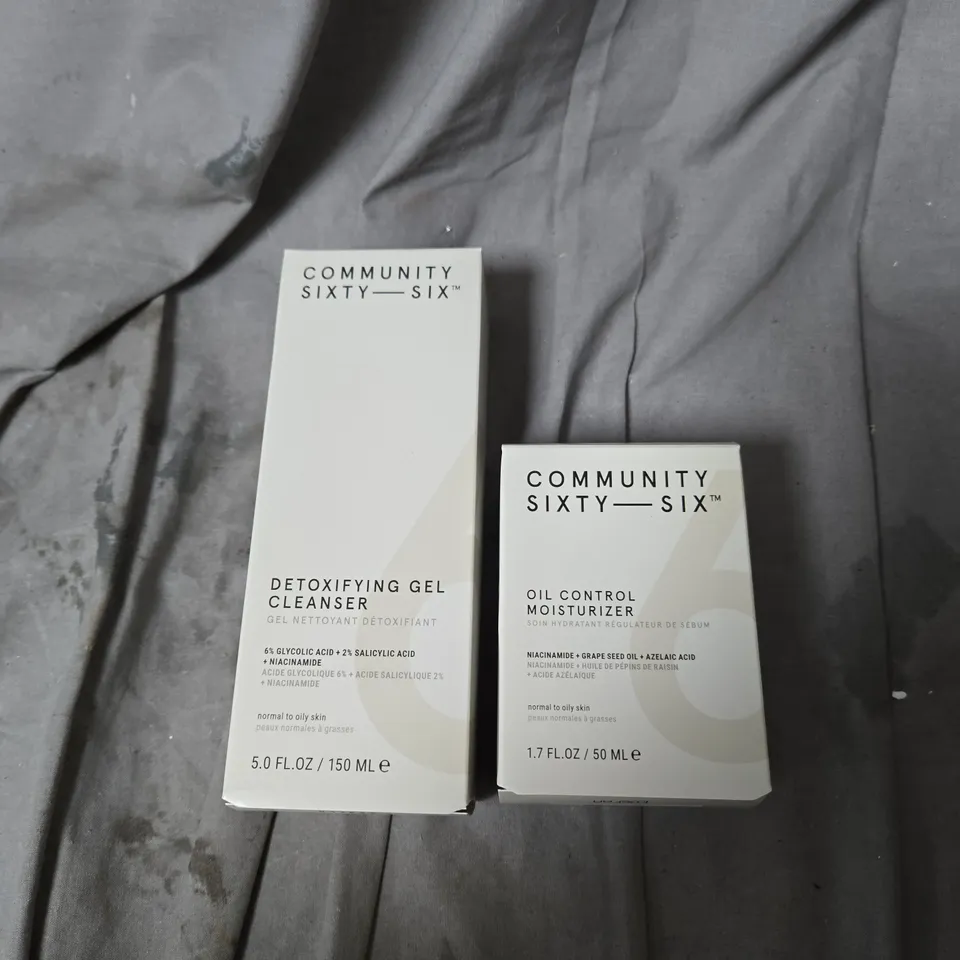 COMMUNITY
SIXTY—SIX™
DETOXIFYING GEL
CLEANSER
GEL NETTOYANT DÉTOXIFIANT
6% GLYCOLIC ACID + 2% SALICYLIC ACID
+ NIACINAMIDE
ACIDE GLYCOLIQUE 6% + ACIDE SALICYLIQUE 2%
+ NIACINAMIDE
normal to oily skin
peaux normales à grasses
5.0 FL.OZ / 150 ML ℮
COMMUNITY
SIXTY—SIX™
OIL CONTROL
MOISTURIZER
SOIN HYDRATANT RÉGULATEUR DE SÉBUM
NIACINAMIDE + GRAPE SEED OIL + AZELAIC ACID
NIACINAMIDE + HUILE DE PÉPINS DE RAISIN
+ ACIDE AZÉLAÏQUE
normal to oily skin
peaux normales à grasses
1.7 FL.OZ / 50 ML ℮